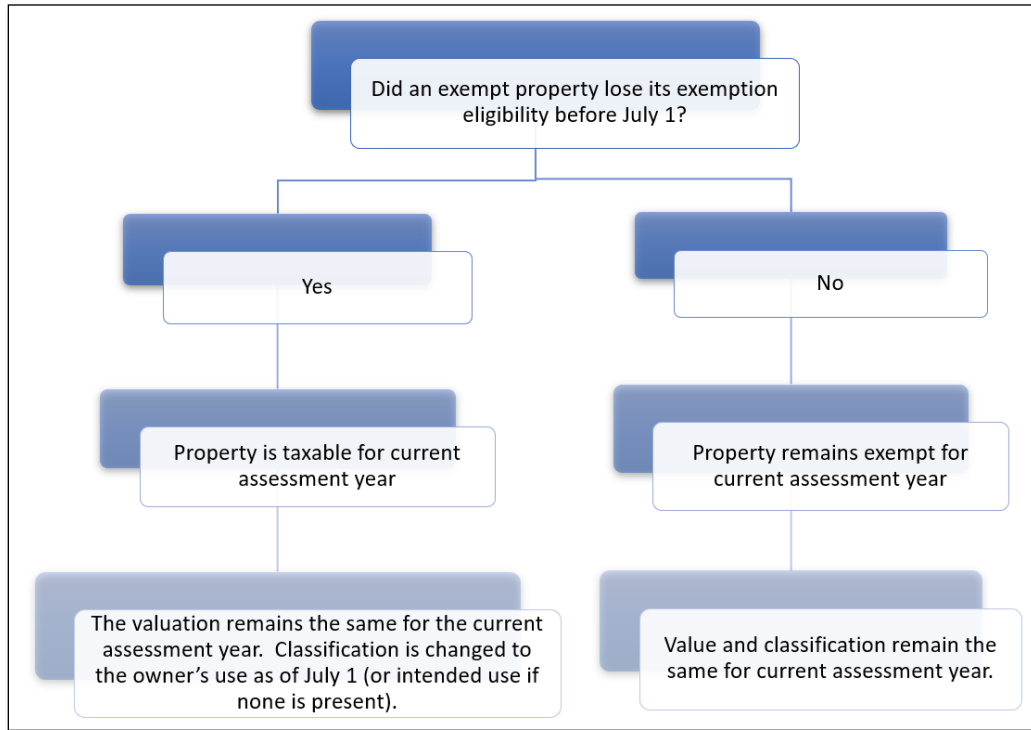 Did an exempt property lose its exemption
eligibility before July 1?
Yes
No
Property is taxable for current
assessment year
Property remains exempt for
current assessment year
The valuation remains the same for the current
assessment year.  Classification is changed to
the owner’s use as of July 1 (or intended use if
none is present).
Value and classification remain the
same for current assessment year.